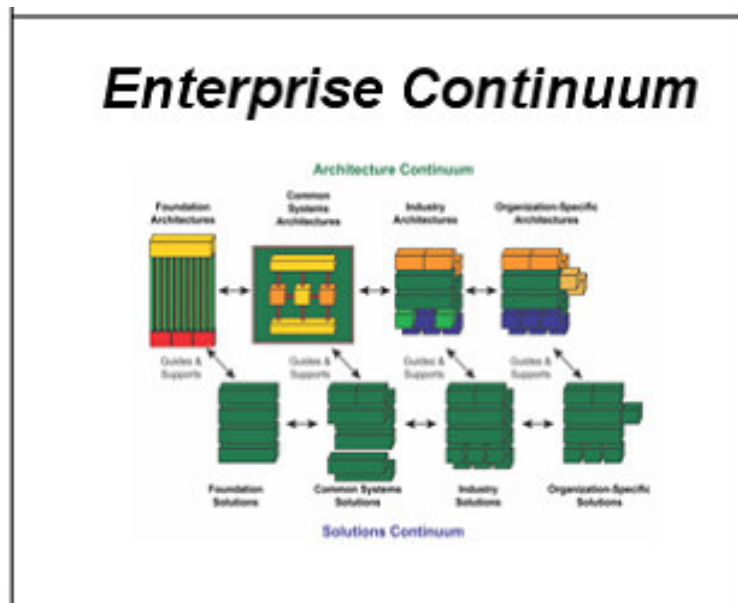 Enterprise Continuum
Architecture Continuum
Foundation
Architectures
Common
Systems
Architectures
Industry
Architectures
Organization-Specific
Architectures
Guides &
Supports
Guides &
Supports
Guides &
Supports
Guides &
Supports
Foundation
Solutions
Common Systems
Solutions
Industry
Solutions
Organization-Specific
Solutions
Solutions Continuum